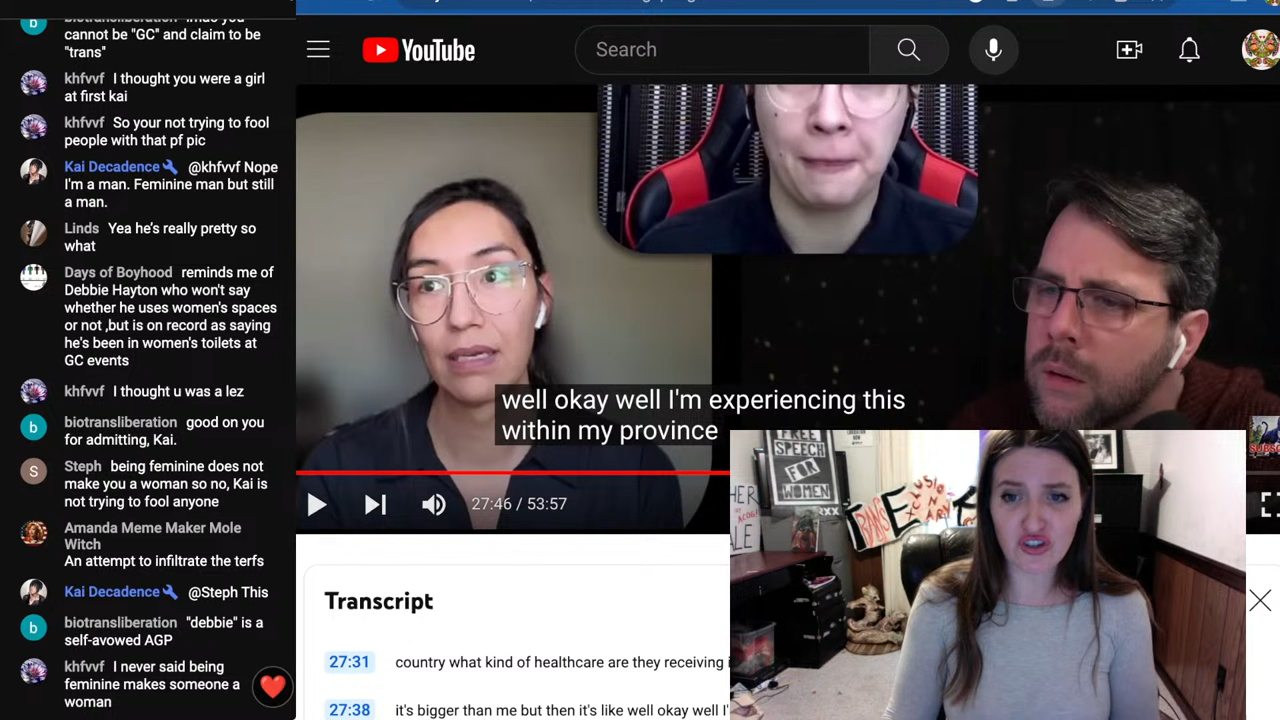 biotransliberation lmao you
cannot be "GC" and claim to be
"trans"
khfvvf I thought you were a girl
at first kai
khfvvf So your not trying to fool
people with that pf pic
Kai Decadence @khfvvf Nope
I'm a man. Feminine man but still
a man.
Linds Yea he's really pretty so
what
Days of Boyhood reminds me of
Debbie Hayton who won't say
whether he uses women's spaces
or not ,but is on record as saying
he's been in women's toilets at
GC events
khfvvf I thought u was a lez
biotransliberation good on you
for admitting, Kai.
Steph being feminine does not
make you a woman so no, Kai is
not trying to fool anyone
Amanda Meme Maker Mole
Witch
An attempt to infiltrate the terfs
Kai Decadence @Steph This
biotransliberation "debbie" is a
self-avowed AGP
khfvvf I never said being
feminine makes someone a
woman
YouTube
Search
well okay well I'm experiencing this
within my province
27:46 / 53:57
Transcript
27:31 country what kind of healthcare are they receiving
27:38 it's bigger than me but then it's like well okay well I'
FREE
SPEECH
FOR
WOMEN
XX